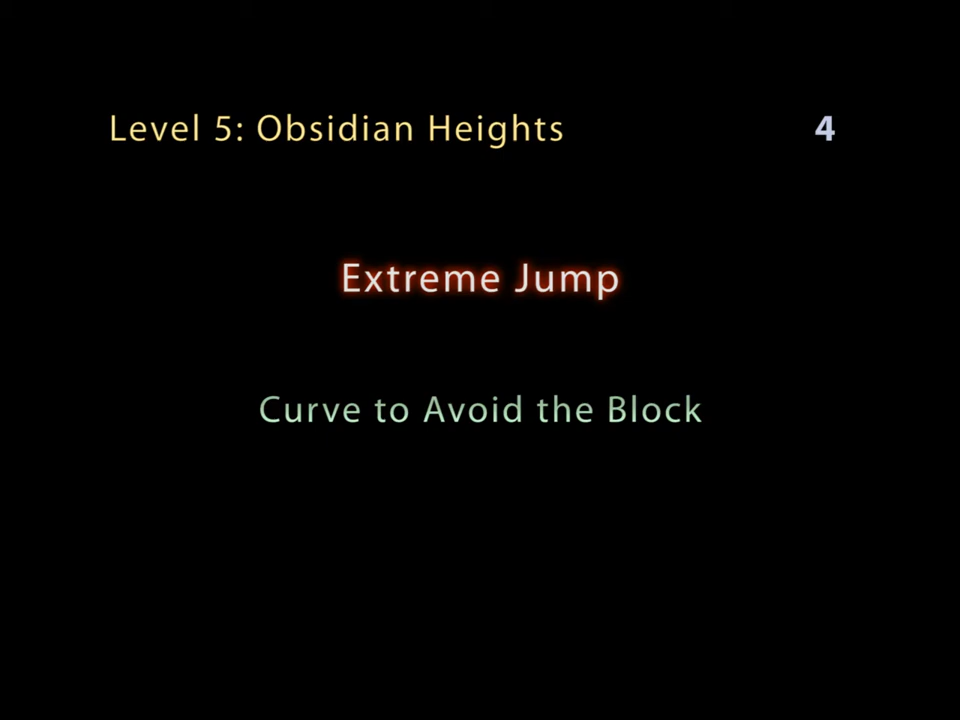 Level 5: Obsidian Heights 4
Extreme Jump
Curve to Avoid the Block